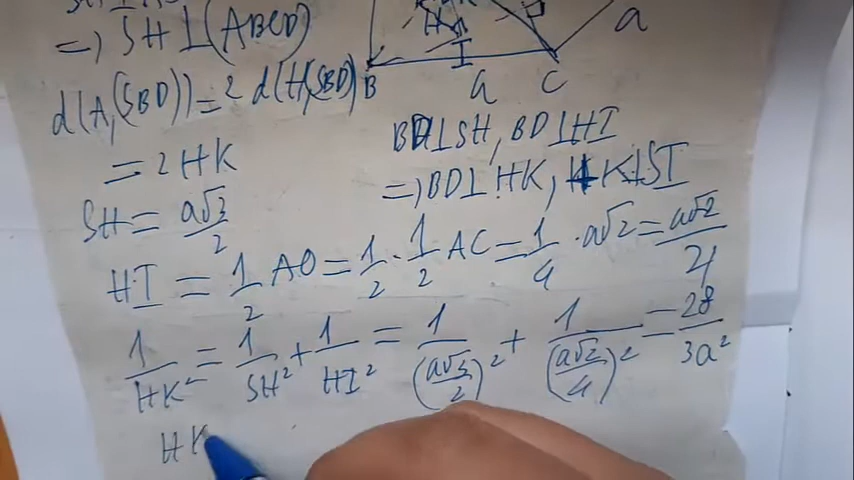 => SH ⊥ (ABCD)
a
B
I
a
C
d(A,(SBD)) = 2 d(H,(SBD))
BD⊥SH, BD⊥HI
= 2HK
=> BD⊥HK, HK⊥SI
SH = a√3/2
HI = 1/2 AO = 1/2 · 1/2 AC = 1/4 · a√2 = a√2/4
1/HK² = 1/SH² + 1/HI² = 1/(a√3/2)² + 1/(a√2/4)² = 28/3a²
HK